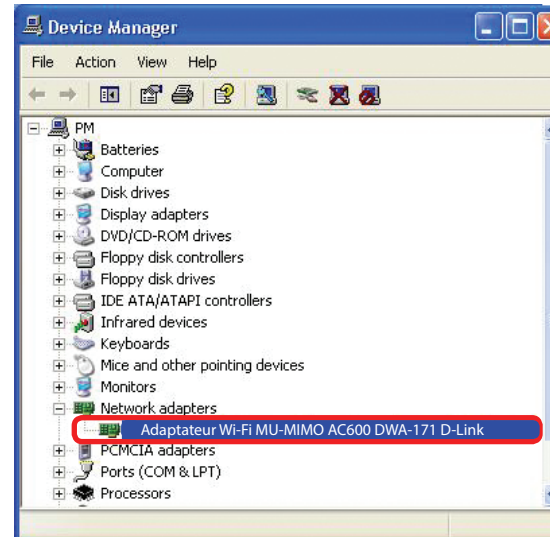 Device Manager
File Action View Help
PM
Batteries
Computer
Disk drives
Display adapters
DVD/CD-ROM drives
Floppy disk controllers
Floppy disk drives
IDE ATA/ATAPI controllers
Infrared devices
Keyboards
Mice and other pointing devices
Monitors
Network adapters
Adaptateur Wi-Fi MU-MIMO AC600 DWA-171 D-Link
PCMCIA adapters
Ports (COM & LPT)
Processors